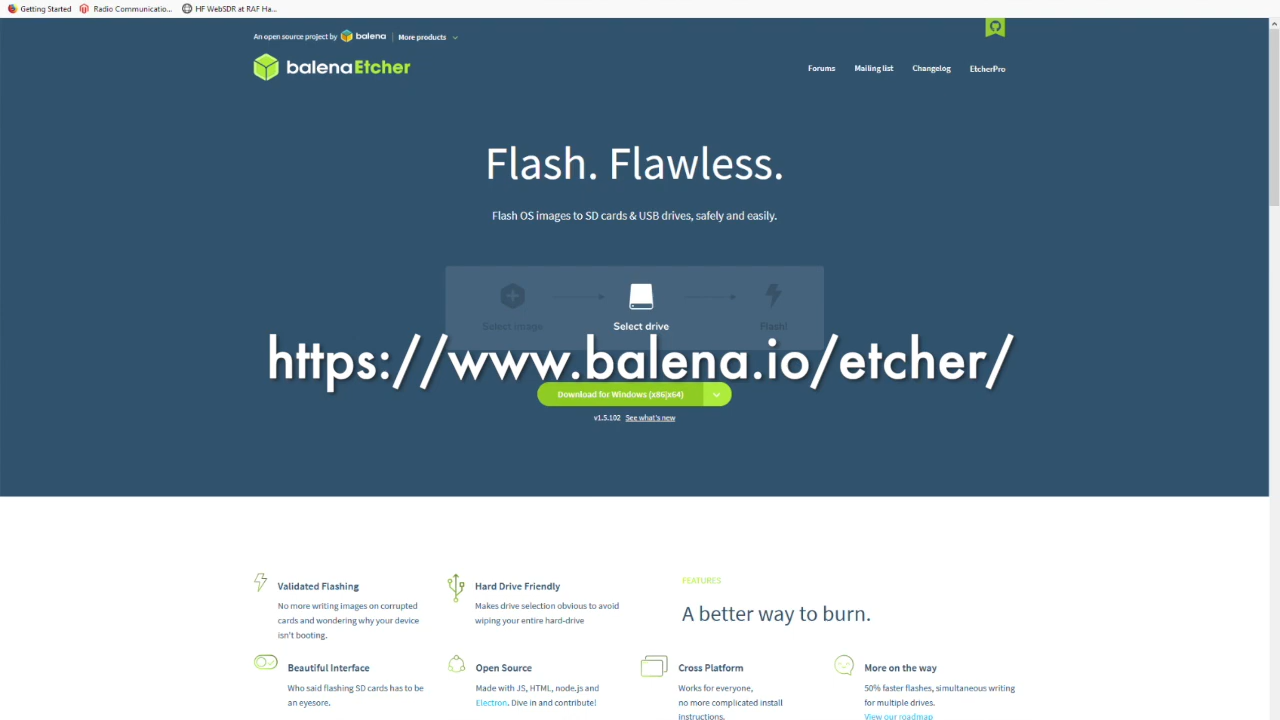 Getting Started
Radio Communicatio...
HF WebSDR at RAF Ha...
An open source project by balena
More products
balenaEtcher
Forums
Mailing list
Changelog
EtcherPro
Flash. Flawless.
Flash OS images to SD cards & USB drives, safely and easily.
Select image
Select drive
Flash!
https://www.balena.io/etcher/
Download for Windows (x86|x64)
v1.5.102 See what's new
Validated Flashing
No more writing images on corrupted
cards and wondering why your device
isn't booting.
Hard Drive Friendly
Makes drive selection obvious to avoid
wiping your entire hard-drive
FEATURES
A better way to burn.
Beautiful Interface
Who said flashing SD cards has to be
an eyesore.
Open Source
Made with JS, HTML, node.js and
Electron. Dive in and contribute!
Cross Platform
Works for everyone,
no more complicated install
instructions.
More on the way
50% faster flashes, simultaneous writing
for multiple drives.
View our roadmap